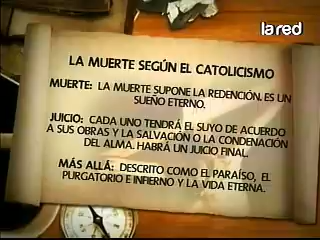 la red
LA MUERTE SEGÚN EL CATOLICISMO
MUERTE: LA MUERTE SUPONE LA REDENCIÓN. ES UN
SUEÑO ETERNO.
JUICIO: CADA UNO TENDRÁ EL SUYO DE ACUERDO
A SUS OBRAS Y LA SALVACIÓN O LA CONDENACIÓN
DEL ALMA. HABRÁ UN JUICIO FINAL.
MÁS ALLÁ: DESCRITO COMO EL PARAÍSO, EL
PURGATORIO E INFIERNO Y LA VIDA ETERNA.